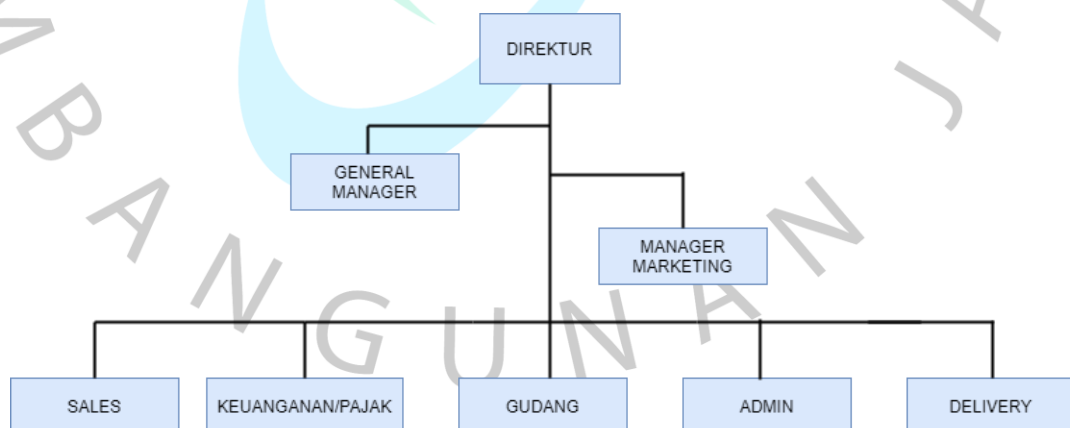 DIREKTUR
GENERAL
MANAGER
MANAGER
MARKETING
SALES
KEUANGANAN/PAJAK
GUDANG
ADMIN
DELIVERY
M B A N G U N A N J A